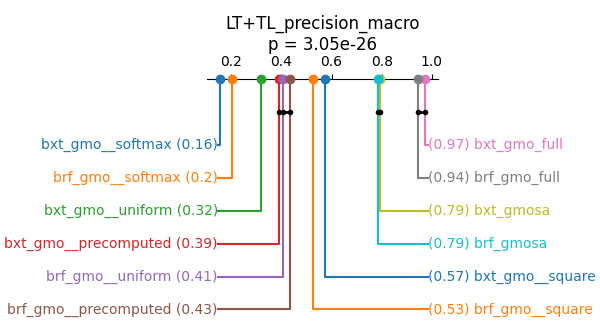 LT+TL_precision_macro
p = 3.05e-26
0.2 0.4 0.6 0.8 1.0
bxt_gmo__softmax (0.16)
(0.97) bxt_gmo_full
brf_gmo__softmax (0.2)
(0.94) brf_gmo_full
bxt_gmo__uniform (0.32)
(0.79) bxt_gmosa
bxt_gmo__precomputed (0.39)
(0.79) brf_gmosa
brf_gmo__uniform (0.41)
(0.57) bxt_gmo__square
brf_gmo__precomputed (0.43)
(0.53) brf_gmo__square